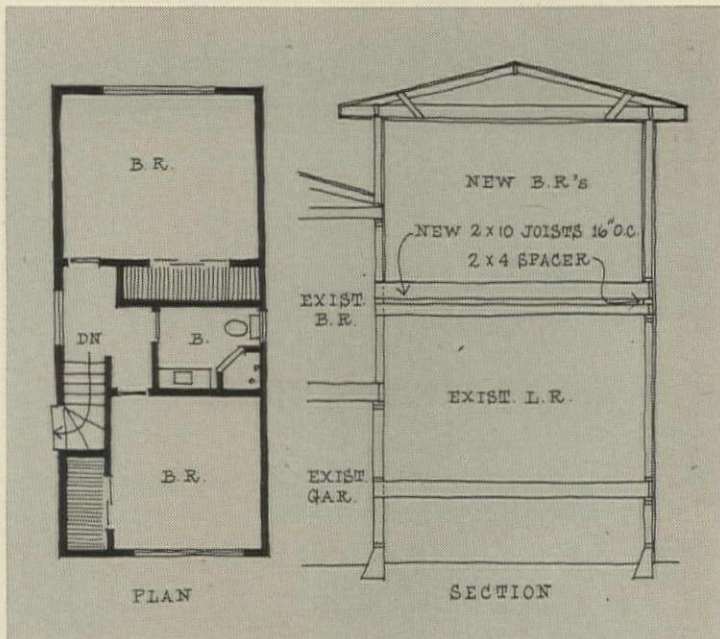 B.R.
DN
B.
B.R.
PLAN
NEW B.R's
NEW 2x10 JOISTS 16" O.C.
2x4 SPACER
EXIST.
B.R.
EXIST. L.R.
EXIST.
GAR.
SECTION